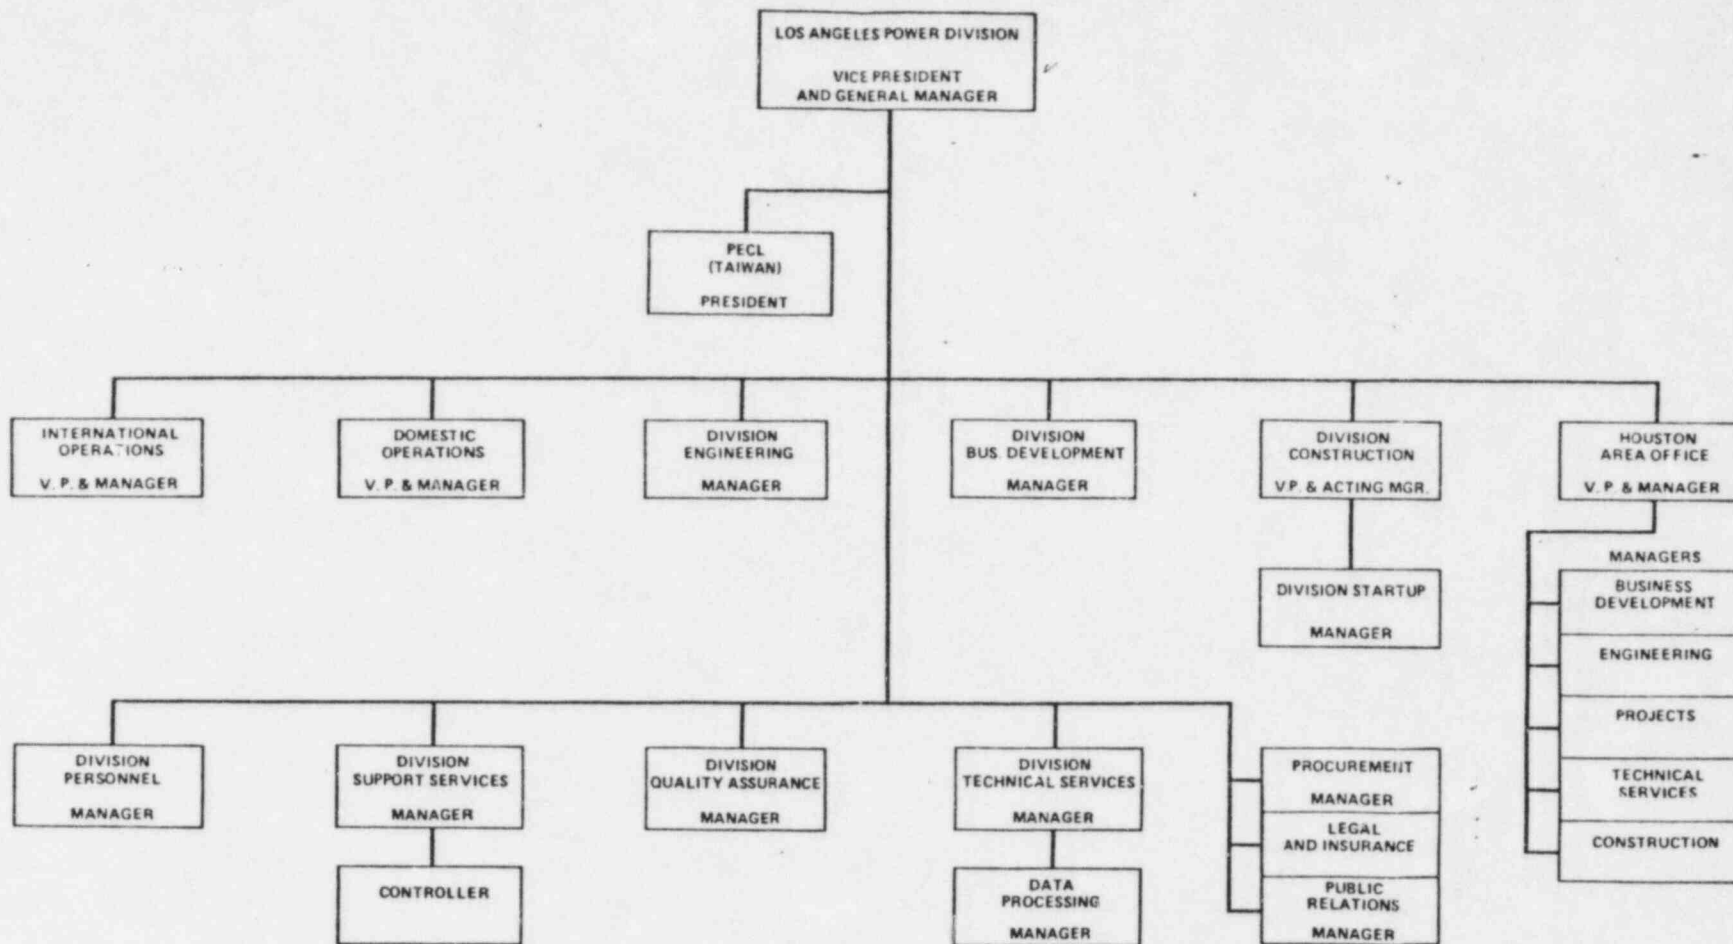 LOS ANGELES POWER DIVISION
VICE PRESIDENT
AND GENERAL MANAGER
PECL
(TAIWAN)
PRESIDENT
INTERNATIONAL
OPERATIONS
V. P. & MANAGER
DOMESTIC
OPERATIONS
V. P. & MANAGER
DIVISION
ENGINEERING
MANAGER
DIVISION
BUS. DEVELOPMENT
MANAGER
DIVISION
CONSTRUCTION
V.P. & ACTING MGR.
HOUSTON
AREA OFFICE
V. P. & MANAGER
DIVISION STARTUP
MANAGER
MANAGERS
BUSINESS
DEVELOPMENT
ENGINEERING
PROJECTS
TECHNICAL
SERVICES
CONSTRUCTION
DIVISION
PERSONNEL
MANAGER
DIVISION
SUPPORT SERVICES
MANAGER
DIVISION
QUALITY ASSURANCE
MANAGER
DIVISION
TECHNICAL SERVICES
MANAGER
PROCUREMENT
MANAGER
LEGAL
AND INSURANCE
PUBLIC
RELATIONS
MANAGER
CONTROLLER
DATA
PROCESSING
MANAGER